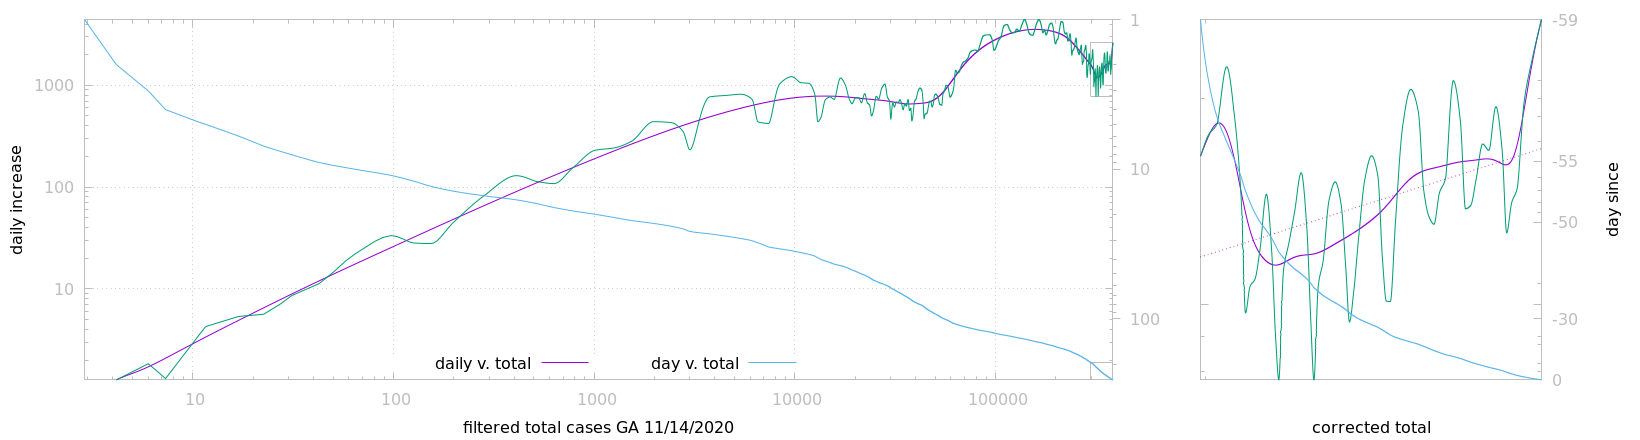 daily increase
1000
100
10
1
10
100
daily v. total
day v. total
10
100
1000
10000
100000
filtered total cases GA 11/14/2020
-59
-55
-50
-30
0
day since
corrected total